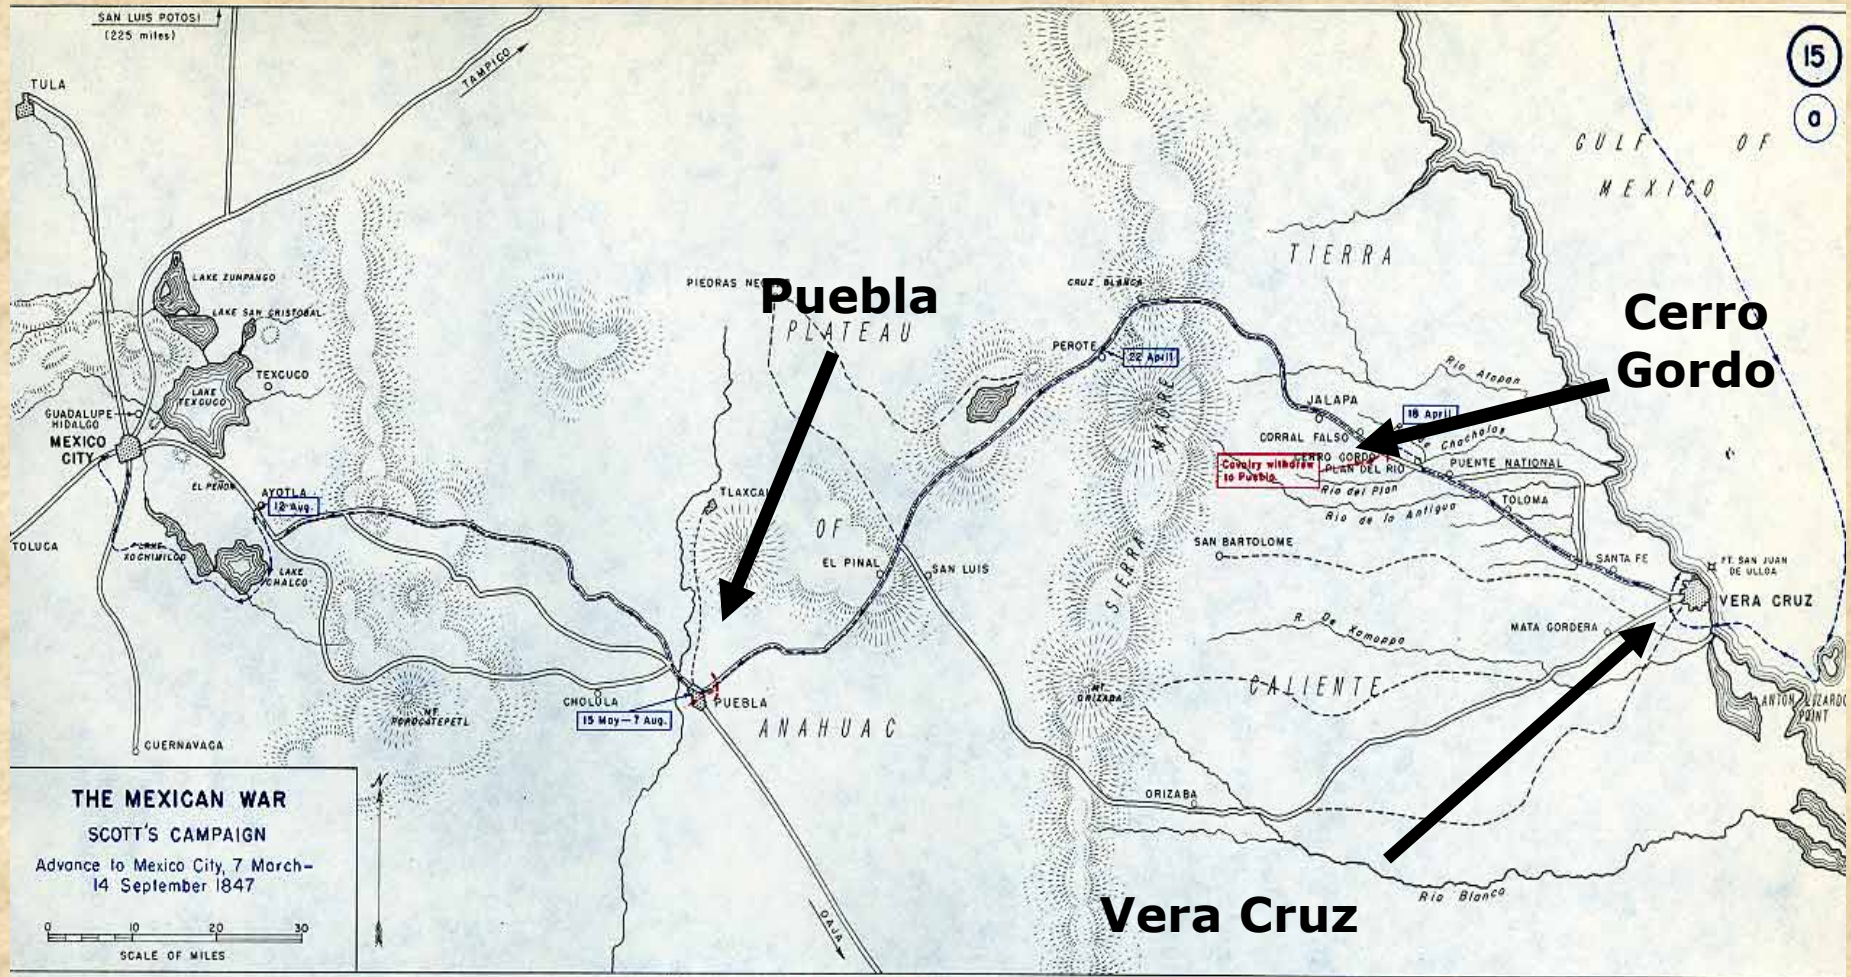 SAN LUIS POTOSI
(225 miles)
TAMPICO
15
a
TULA
GULF OF
MEXICO
LAKE ZUMPANGO
LAKE SAN CRISTOBAL
PIEDRAS
Puebla
PLATEAU
CRUZ BLANCA
TIERRA
Cerro
Gordo
PEROTE
22 April
Rio Atopan
TEXCUCO
LAKE
TEXCUCO
GUADALUPE
HIDALGO
MEXICO
CITY
JALAPA
18 April
CORRAL FALSO
Chachalas
CERRO GORDO
PLAN DEL RIO
PUENTE NATIONAL
Cavalry withdrew
to Puebla
Rio del Plan
Rio de la Antigua
TOLOMA
EL PEÑON
AYOTLA
12 Aug.
TLAXCAL
OF
MADRE
SIERRA
TOLUCA
LAKE
XOCHIMILCO
LAKE
CHALCO
EL PINAL
SAN LUIS
SAN BARTOLOME
SANTA FE
FT. SAN JUAN
DE ULLOA
VERA CRUZ
MATA GORDERA
R. De Xamappa
CALIENTE
MT.
ORIZABA
ANTON LIZARDO
POINT
CHOLULA
PUEBLA
15 May–7 Aug.
MT.
POPOCATEPETL
ANAHUAC
CUERNAVACA
ORIZABA
Rio Blanco
OAJA
Vera Cruz
THE MEXICAN WAR
SCOTT'S CAMPAIGN
Advance to Mexico City, 7 March–
14 September 1847
N
0 10 20 30
SCALE OF MILES